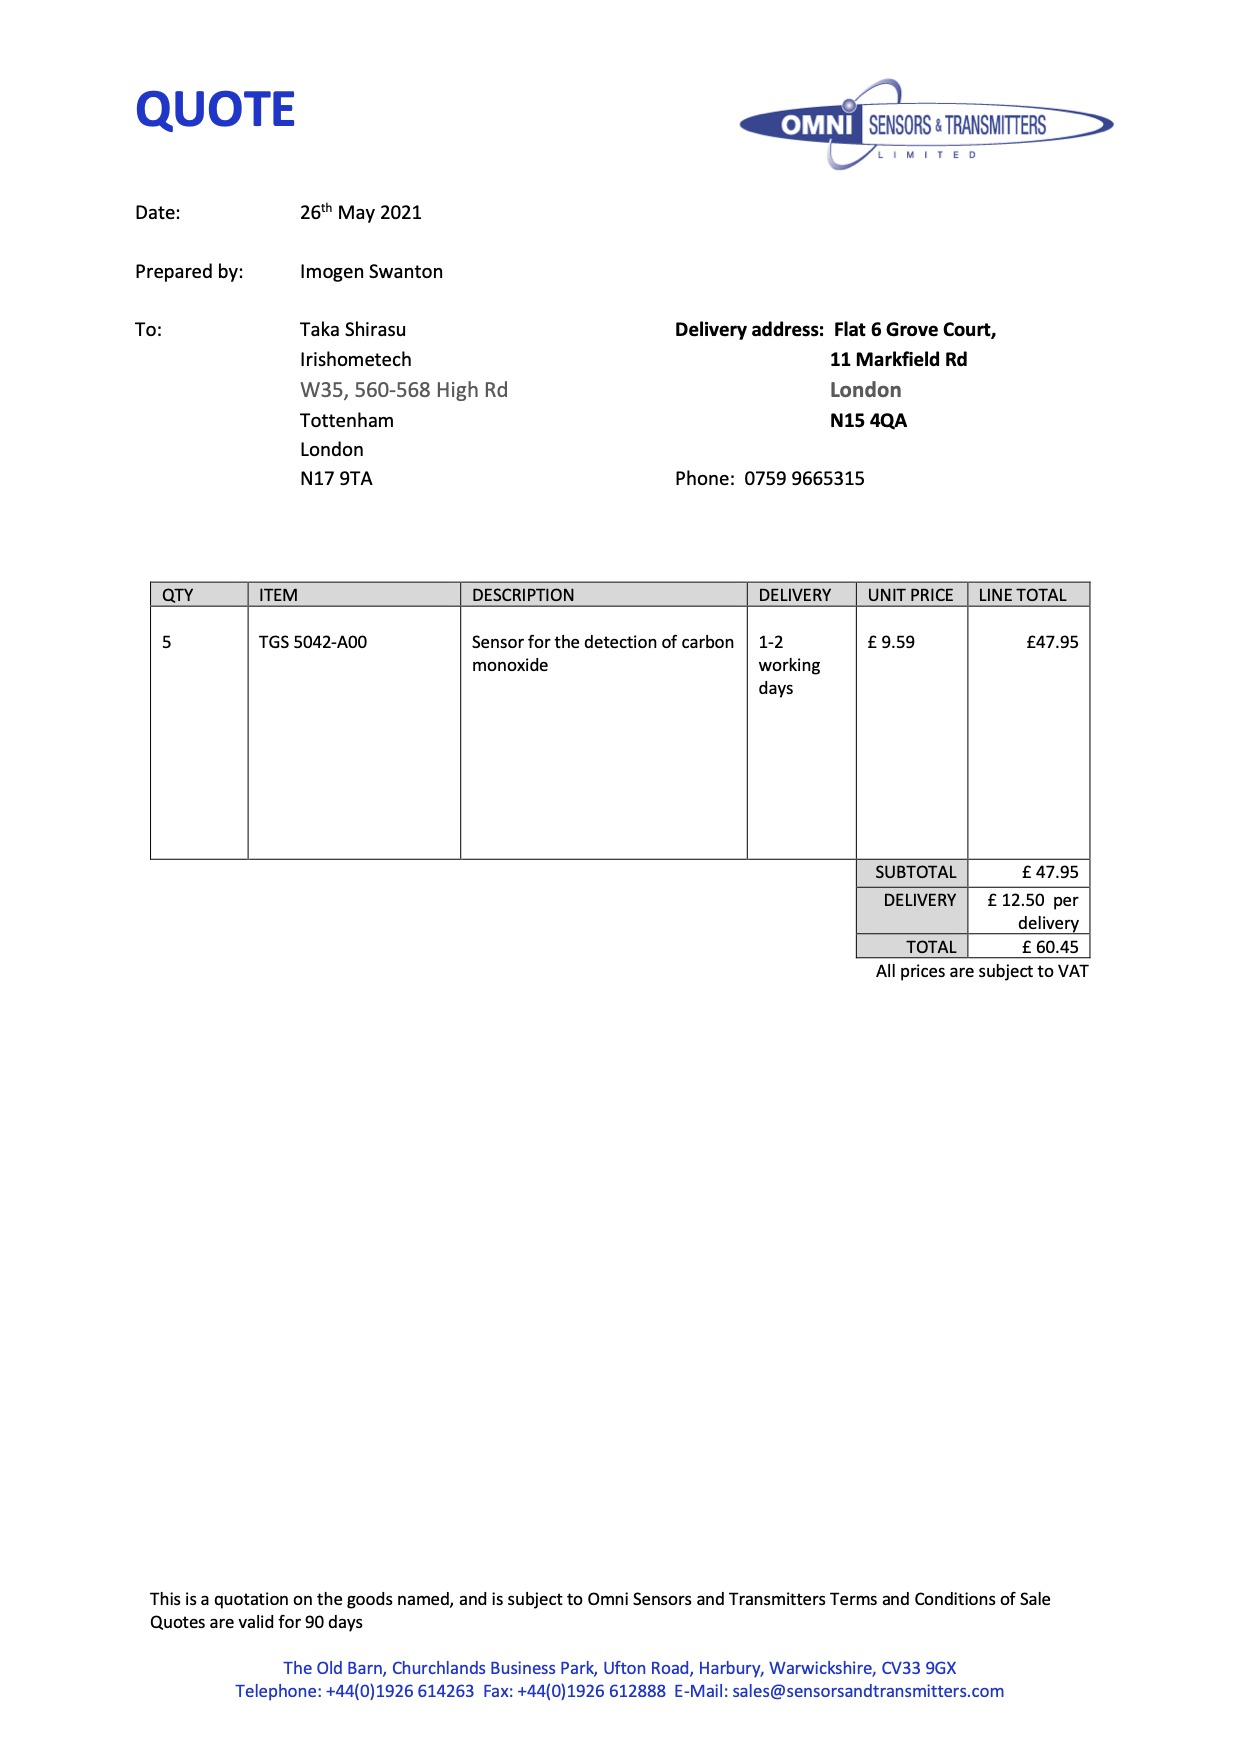 QUOTE
OMNI SENSORS & TRANSMITTERS
LIMITED
Date: 26th May 2021
Prepared by: Imogen Swanton
To: Taka Shirasu Delivery address: Flat 6 Grove Court,
Irishometech 11 Markfield Rd
W35, 560-568 High Rd London
Tottenham N15 4QA
London
N17 9TA Phone: 0759 9665315
QTY ITEM DESCRIPTION DELIVERY UNIT PRICE LINE TOTAL
5 TGS 5042-A00 Sensor for the detection of carbon 1-2 £ 9.59 £47.95
monoxide working
days
SUBTOTAL £ 47.95
DELIVERY £ 12.50 per
delivery
TOTAL £ 60.45
All prices are subject to VAT
This is a quotation on the goods named, and is subject to Omni Sensors and Transmitters Terms and Conditions of Sale
Quotes are valid for 90 days
The Old Barn, Churchlands Business Park, Ufton Road, Harbury, Warwickshire, CV33 9GX
Telephone: +44(0)1926 614263 Fax: +44(0)1926 612888 E-Mail: sales@sensorsandtransmitters.com